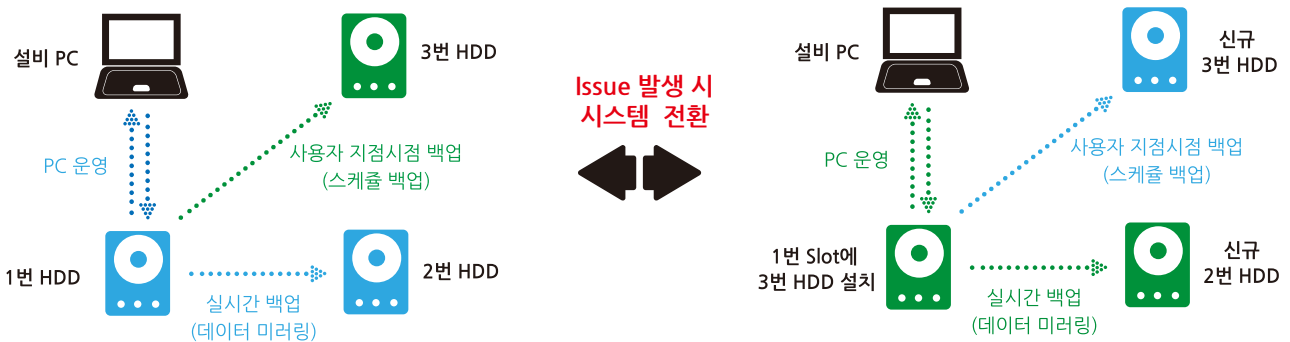 설비 PC
3번 HDD
PC 운영
사용자 지점시점 백업
(스케쥴 백업)
1번 HDD
2번 HDD
실시간 백업
(데이터 미러링)
Issue 발생 시
시스템 전환
설비 PC
신규
3번 HDD
PC 운영
사용자 지점시점 백업
(스케쥴 백업)
1번 Slot에
3번 HDD 설치
신규
2번 HDD
실시간 백업
(데이터 미러링)